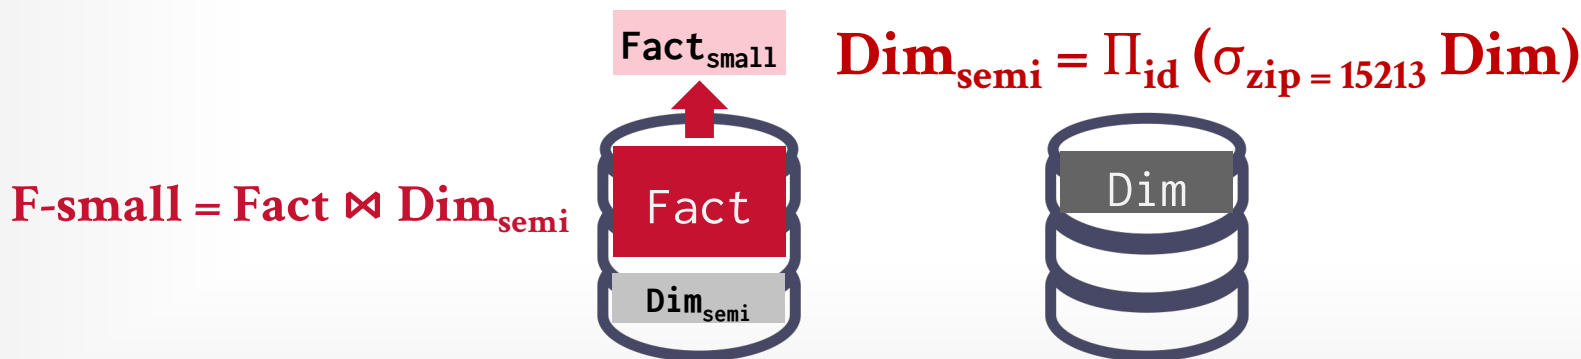 Fact_small
Dim_semi = Π_id (σ_zip = 15213 Dim)
F-small = Fact ⋈ Dim_semi
Fact
Dim
Dim_semi